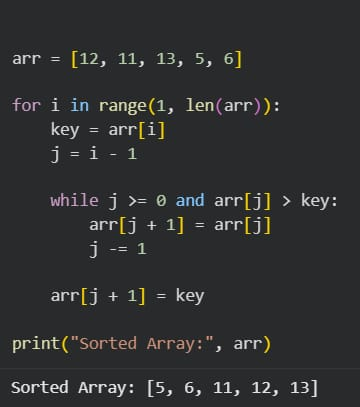 arr = [12, 11, 13, 5, 6]
for i in range(1, len(arr)):
    key = arr[i]
    j = i - 1
    while j >= 0 and arr[j] > key:
        arr[j + 1] = arr[j]
        j -= 1
    arr[j + 1] = key
print("Sorted Array:", arr)
Sorted Array: [5, 6, 11, 12, 13]